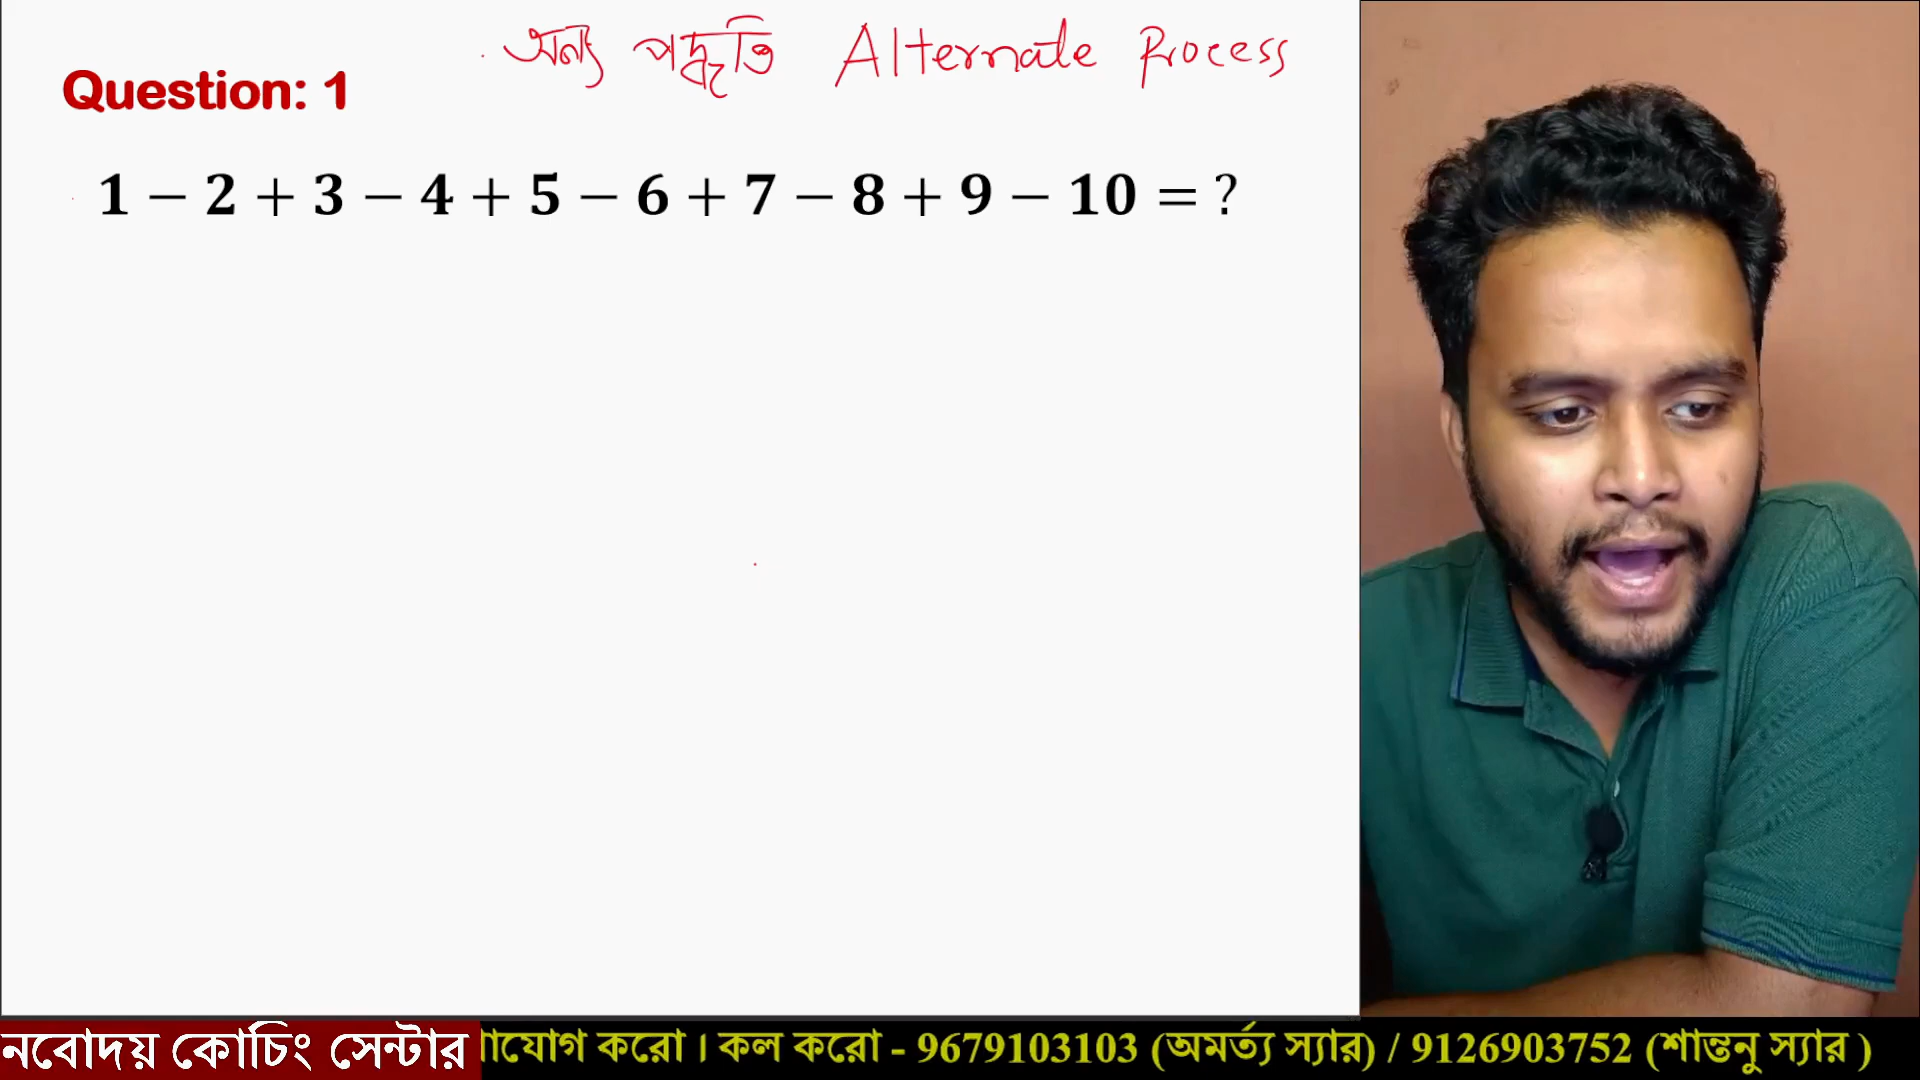 অন্য পদ্ধতি Alternate Process
Question: 1
1 − 2 + 3 − 4 + 5 − 6 + 7 − 8 + 9 − 10 = ?
নবোদয় কোচিং সেন্টার াযোগ করো । কল করো - 9679103103 (অমর্ত্য স্যার) / 9126903752 (শান্তনু স্যার )